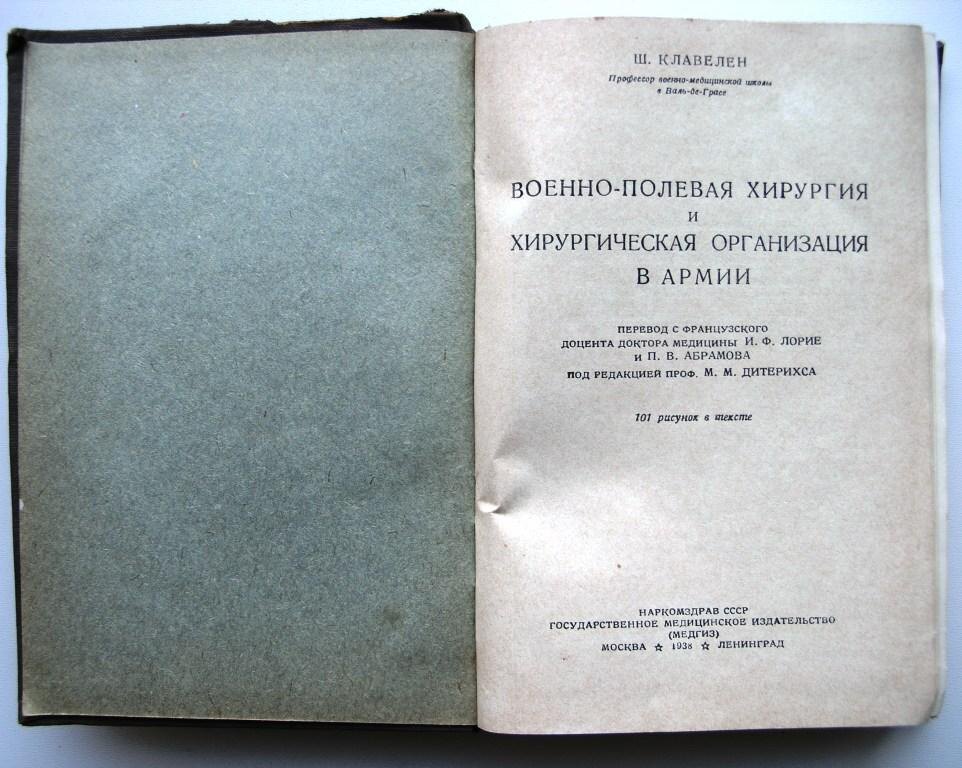 Ш. КЛАВЕЛЕН
Профессор военно-медицинской школы
в Валь-де-Грасе
ВОЕННО-ПОЛЕВАЯ ХИРУРГИЯ
И
ХИРУРГИЧЕСКАЯ ОРГАНИЗАЦИЯ
В АРМИИ
ПЕРЕВОД С ФРАНЦУЗСКОГО
ДОЦЕНТА ДОКТОРА МЕДИЦИНЫ И. Ф. ЛОРИЕ
И П. В. АБРАМОВА
ПОД РЕДАКЦИЕЙ ПРОФ. М. М. ДИТЕРИХСА
101 рисунок в тексте
НАРКОМЗДРАВ СССР
ГОСУДАРСТВЕННОЕ МЕДИЦИНСКОЕ ИЗДАТЕЛЬСТВО
(МЕДГИЗ)
МОСКВА ☆ 1938 ☆ ЛЕНИНГРАД